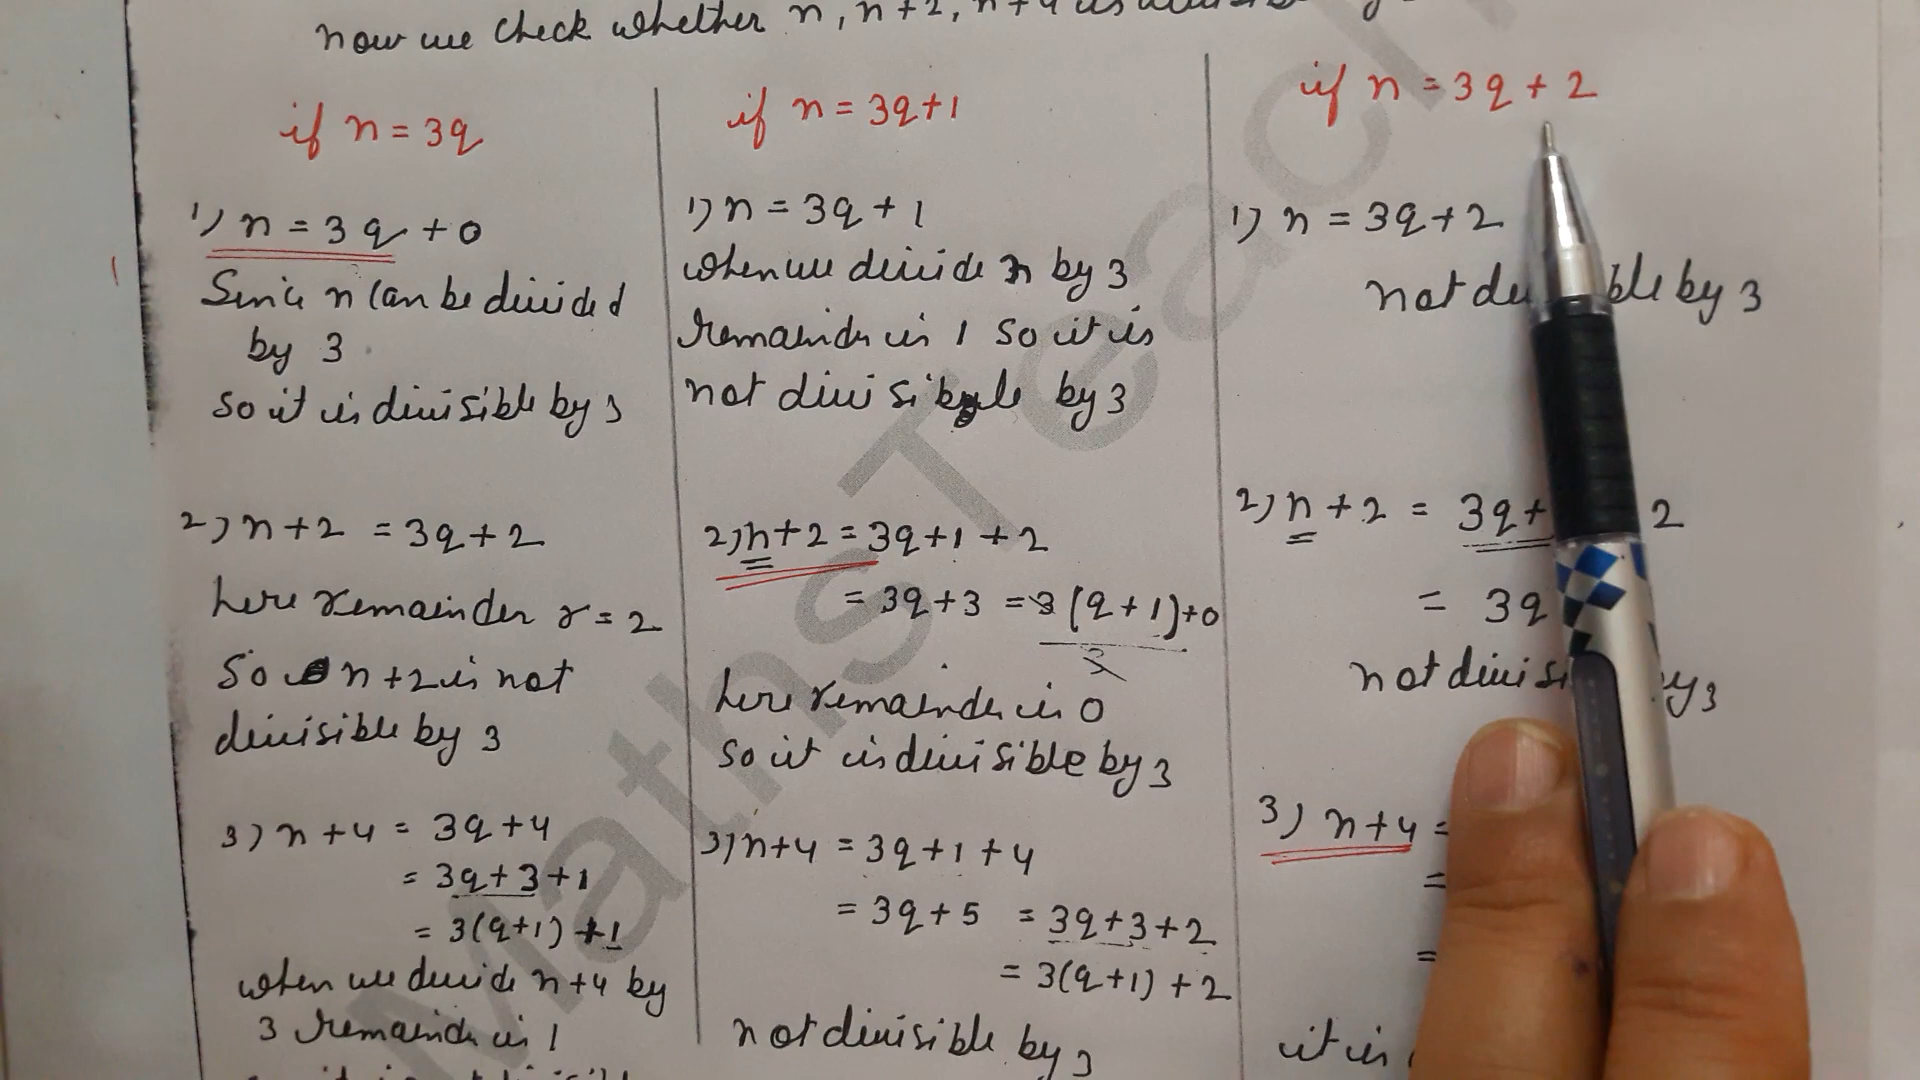 now we check whether n, n+2, n+4 is
if n = 3q
1) n = 3q + 0
Since n can be divided
by 3
so it is divisible by 3
2) n+2 = 3q+2
here remainder r = 2
So n+2 is not
divisible by 3
3) n+4 = 3q+4
= 3q+3+1
= 3(q+1) +1
when we divide n+4 by
3 remainder is 1
if n = 3q+1
1) n = 3q + 1
when we divide n by 3
remainder is 1 so it is
not divisible by 3
2) n+2 = 3q+1+2
= 3q+3 = 3(q+1)+0
3
here remainder is 0
so it is divisible by 3
3) n+4 = 3q+1+4
= 3q+5 = 3q+3+2
= 3(q+1) +2
not divisible by 3
if n = 3q+2
1) n = 3q+2
not by 3
2) n+2 = 3q+ 2
= 3q
not
3) n+4 =
=
=
it is
Maths Teach